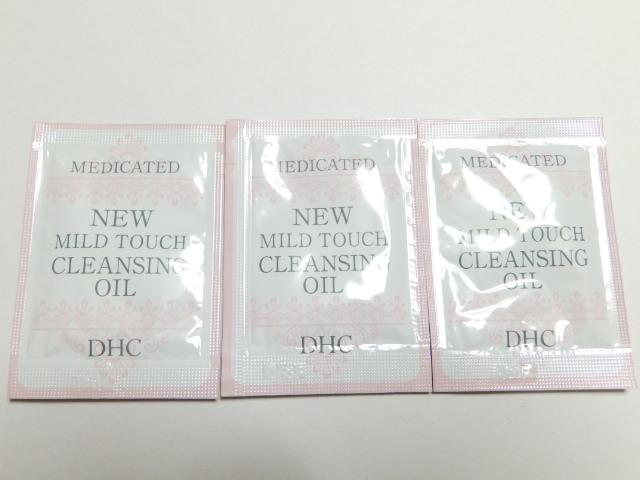 MEDICATED
NEW
MILD TOUCH
CLEANSING
OIL
DHC
MEDICATED
NEW
MILD TOUCH
CLEANSING
OIL
DHC
MEDICATED
NEW
MILD TOUCH
CLEANSING
OIL
DHC